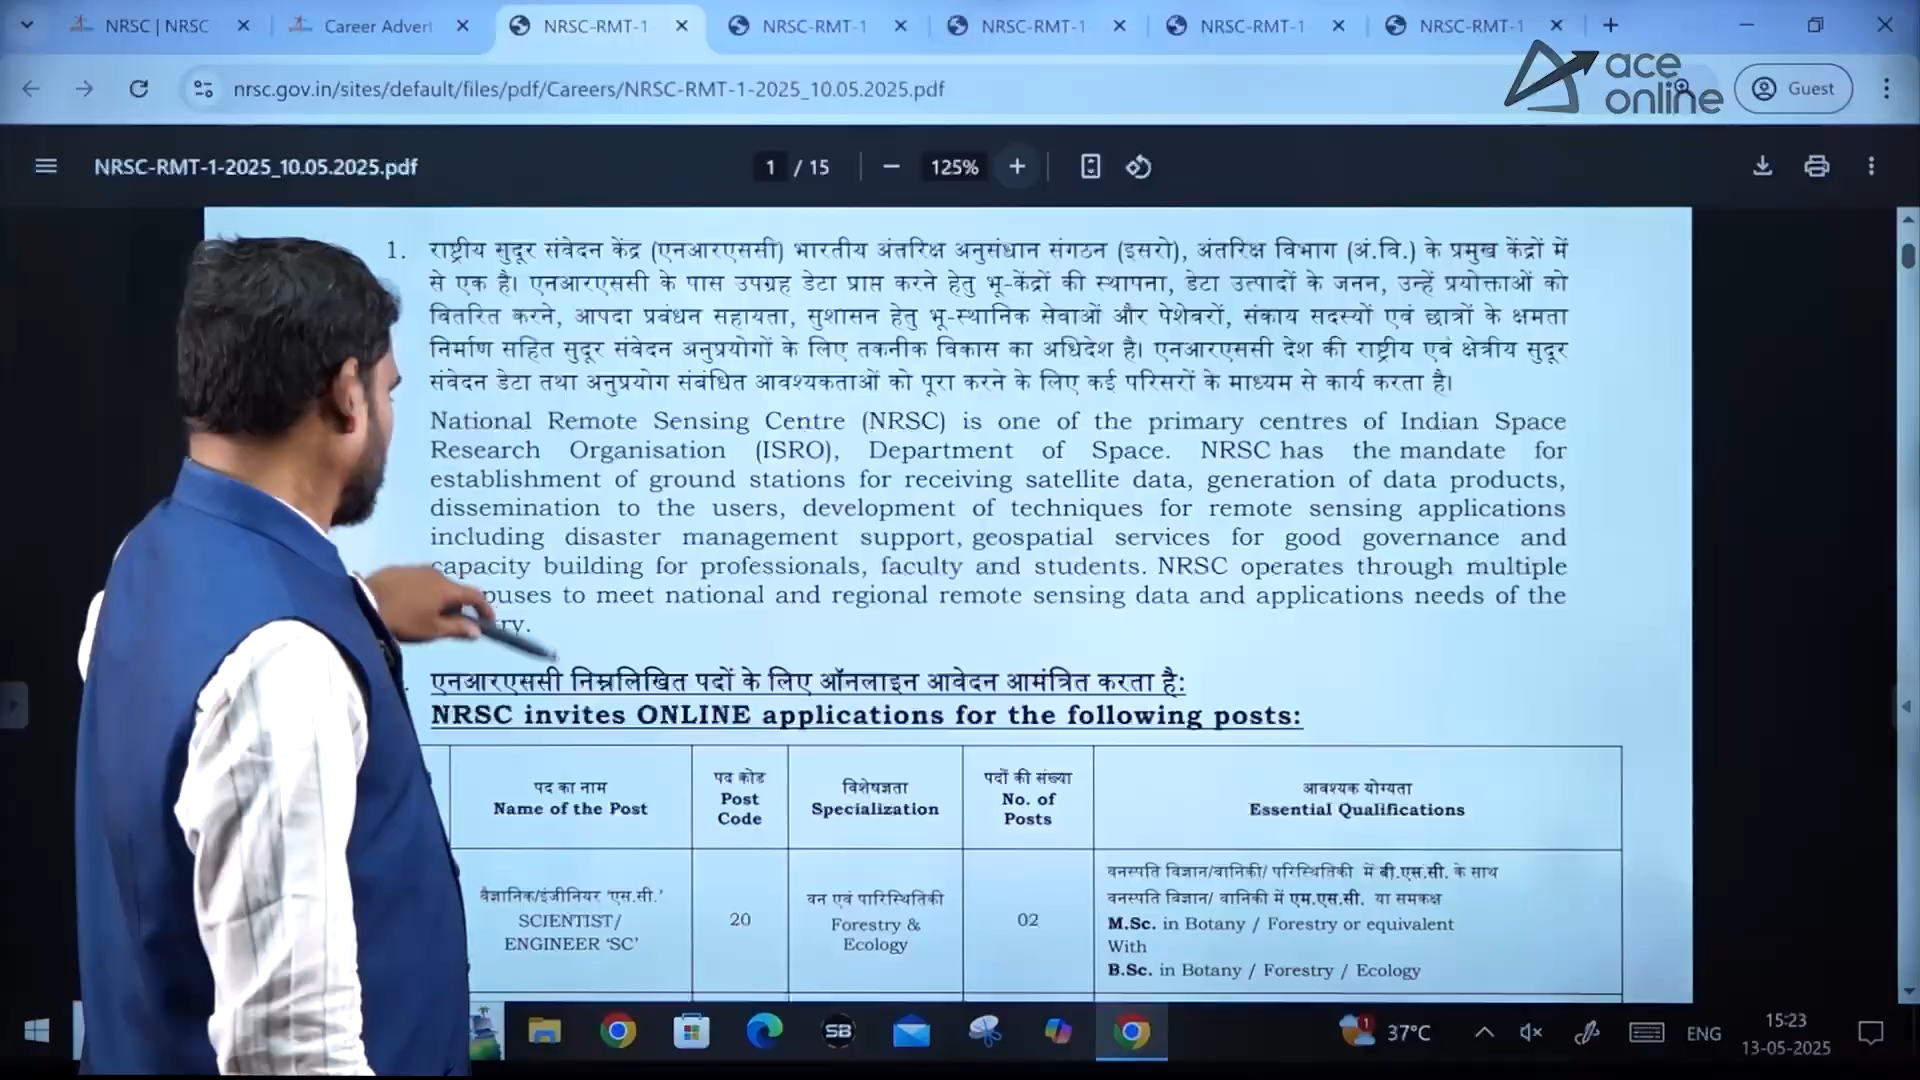 NRSC | NRSC
Career Advert
NRSC-RMT-1
NRSC-RMT-1
NRSC-RMT-1
NRSC-RMT-1
NRSC-RMT-1
nrsc.gov.in/sites/default/files/pdf/Careers/NRSC-RMT-1-2025_10.05.2025.pdf
ace
online
Guest
NRSC-RMT-1-2025_10.05.2025.pdf
1 / 15
125%
1. राष्ट्रीय सुदूर संवेदन केंद्र (एनआरएससी) भारतीय अंतरिक्ष अनुसंधान संगठन (इसरो), अंतरिक्ष विभाग (अं.वि.) के प्रमुख केंद्रों में
से एक है। एनआरएससी के पास उपग्रह डेटा प्राप्त करने हेतु भू-केंद्रों की स्थापना, डेटा उत्पादों के जनन, उन्हें प्रयोक्ताओं को
वितरित करने, आपदा प्रबंधन सहायता, सुशासन हेतु भू-स्थानिक सेवाओं और पेशेवरों, संकाय सदस्यों एवं छात्रों के क्षमता
निर्माण सहित सुदूर संवेदन अनुप्रयोगों के लिए तकनीक विकास का अधिदेश है। एनआरएससी देश की राष्ट्रीय एवं क्षेत्रीय सुदूर
संवेदन डेटा तथा अनुप्रयोग संबंधित आवश्यकताओं को पूरा करने के लिए कई परिसरों के माध्यम से कार्य करता है।
National Remote Sensing Centre (NRSC) is one of the primary centres of Indian Space
Research Organisation (ISRO), Department of Space. NRSC has the mandate for
establishment of ground stations for receiving satellite data, generation of data products,
dissemination to the users, development of techniques for remote sensing applications
including disaster management support, geospatial services for good governance and
capacity building for professionals, faculty and students. NRSC operates through multiple
puses to meet national and regional remote sensing data and applications needs of the
ry.
एनआरएससी निम्नलिखित पदों के लिए ऑनलाइन आवेदन आमंत्रित करता है:
NRSC invites ONLINE applications for the following posts:
पद का नाम
Name of the Post
पद कोड
Post
Code
विशेषज्ञता
Specialization
पदों की संख्या
No. of
Posts
आवश्यक योग्यता
Essential Qualifications
वैज्ञानिक/इंजीनियर 'एस.सी.'
SCIENTIST/
ENGINEER 'SC'
20
वन एवं पारिस्थितिकी
Forestry &
Ecology
02
वनस्पति विज्ञान/वानिकी/ परिस्थितिकी में बी.एस.सी. के साथ
वनस्पति विज्ञान/ वानिकी में एम.एस.सी. या समकक्ष
M.Sc. in Botany / Forestry or equivalent
With
B.Sc. in Botany / Forestry / Ecology
SB
1
37°C
ENG
15:23
13-05-2025